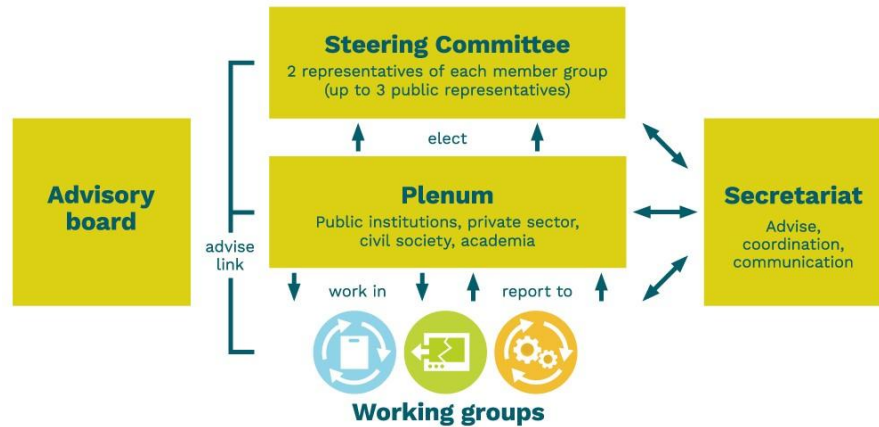 Steering Committee
2 representatives of each member group
(up to 3 public representatives)
elect
Advisory
board
advise
link
Plenum
Public institutions, private sector,
civil society, academia
Secretariat
Advise,
coordination,
communication
work in
report to
Working groups